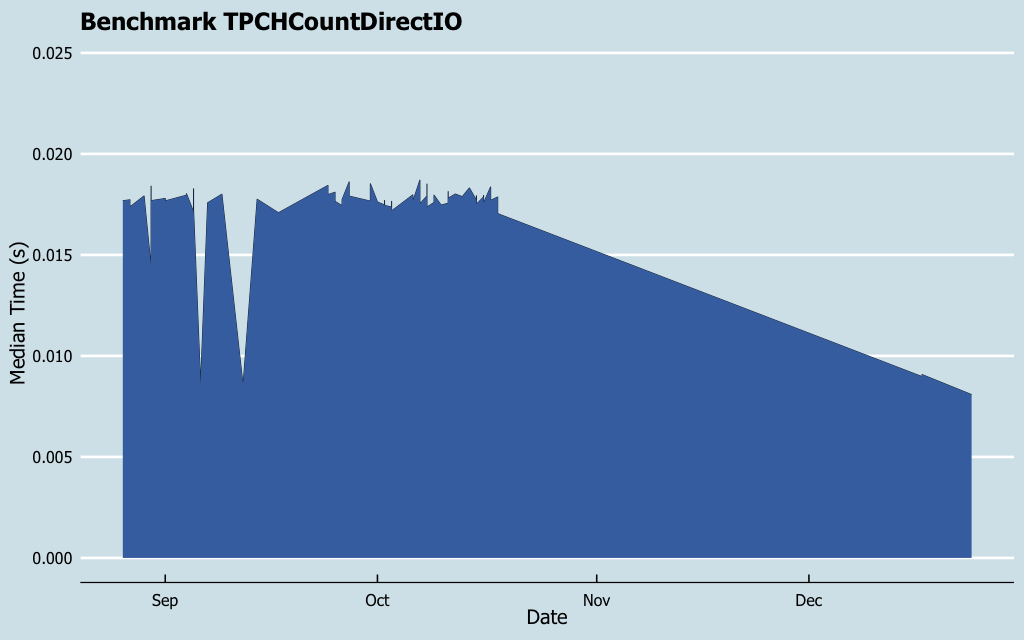 Benchmark TPCHCountDirectIO
0.025
0.020
0.015
0.010
0.005
0.000
Median Time (s)
Sep
Oct
Nov
Dec
Date